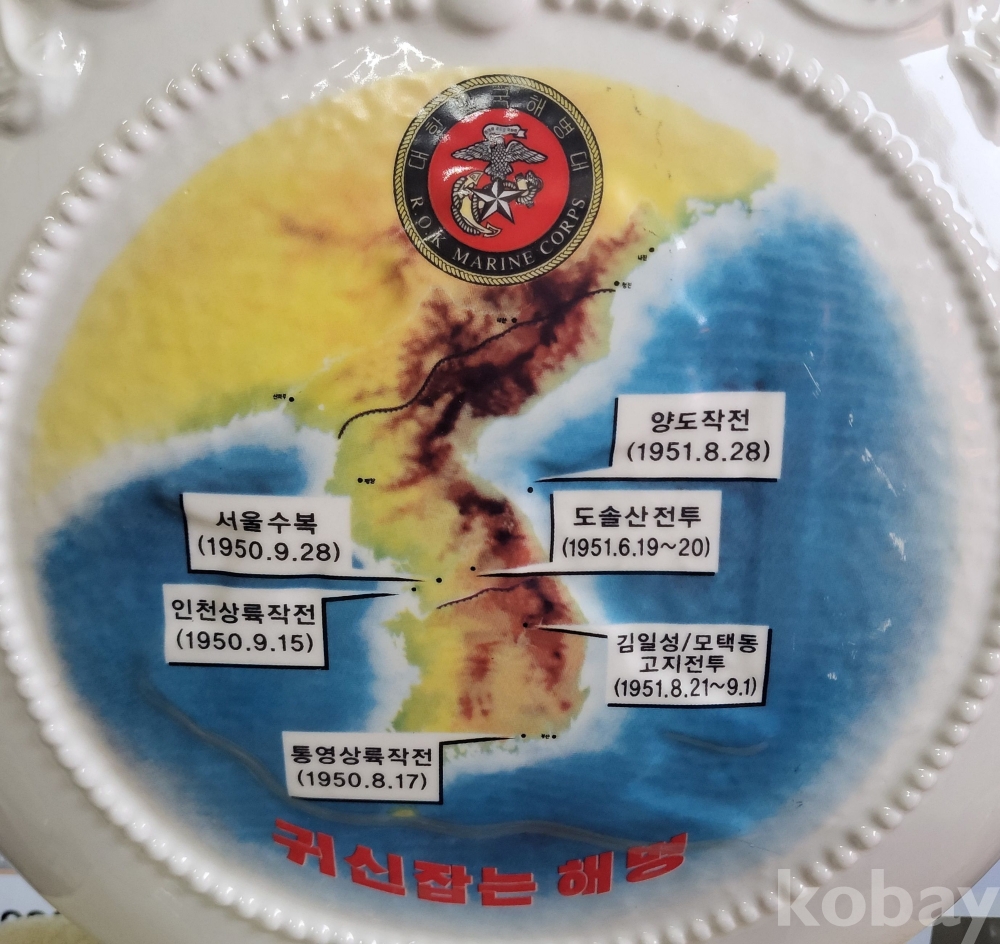 대한민국해병대
R.O.K MARINE CORPS
양도작전
(1951.8.28)
서울수복
(1950.9.28)
도솔산전투
(1951.6.19~20)
인천상륙작전
(1950.9.15)
김일성/모택동
고지전투
(1951.8.21~9.1)
통영상륙작전
(1950.8.17)
귀신잡는 해병
kobay